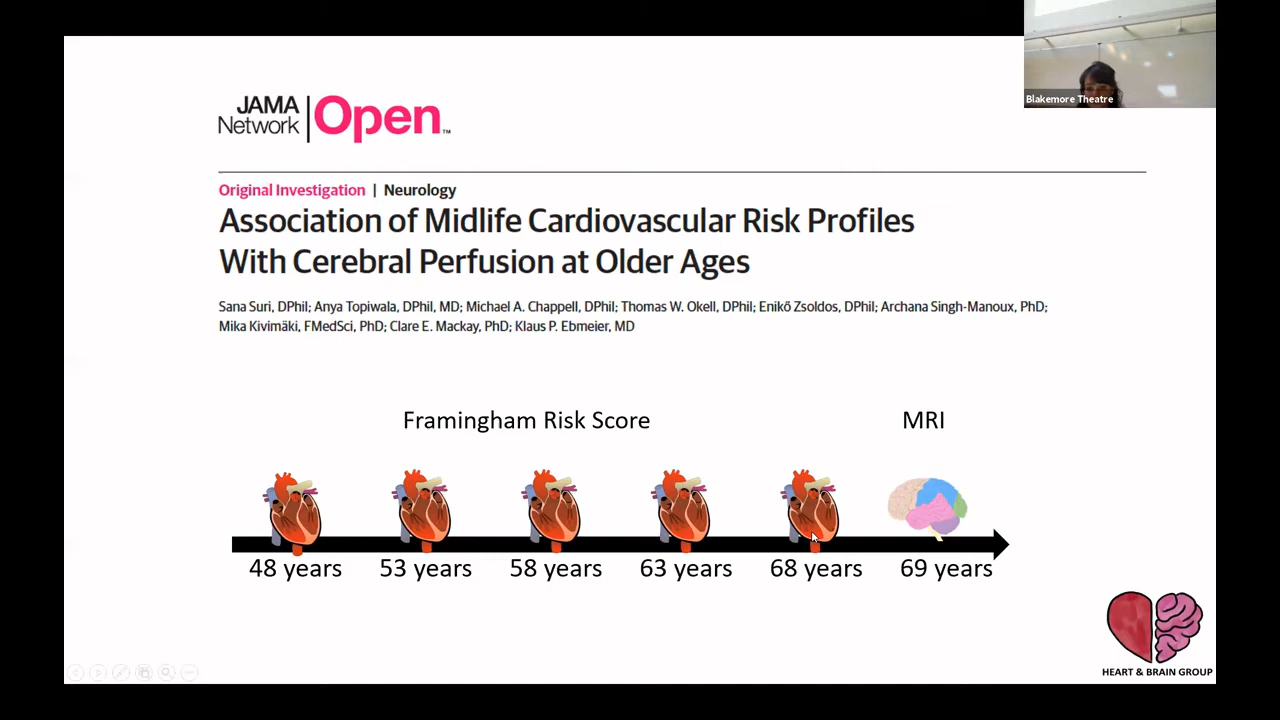 Blakemore Theatre
JAMA
Network
Open™
Original Investigation | Neurology
Association of Midlife Cardiovascular Risk Profiles
With Cerebral Perfusion at Older Ages
Sana Suri, DPhil; Anya Topiwala, DPhil, MD; Michael A. Chappell, DPhil; Thomas W. Okell, DPhil; Enikő Zsoldos, DPhil; Archana Singh-Manoux, PhD;
Mika Kivimäki, FMedSci, PhD; Clare E. Mackay, PhD; Klaus P. Ebmeier, MD
Framingham Risk Score
MRI
48 years
53 years
58 years
63 years
68 years
69 years
HEART & BRAIN GROUP